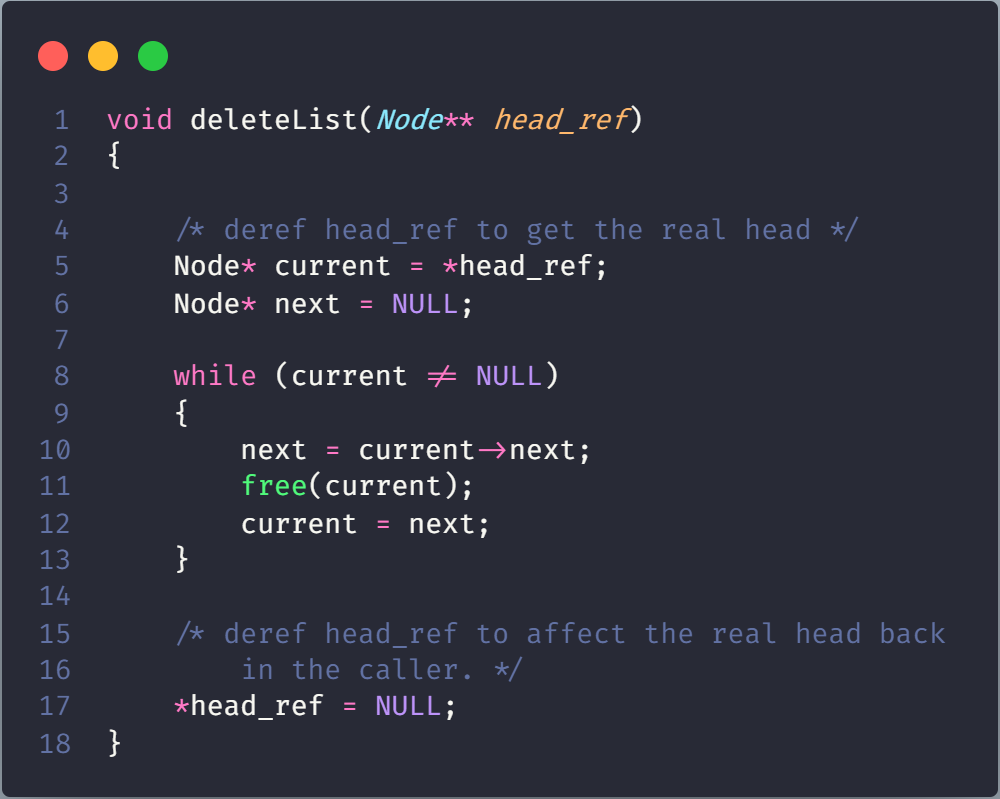 1 void deleteList(Node** head_ref)
2 {
3
4 /* deref head_ref to get the real head */
5 Node* current = *head_ref;
6 Node* next = NULL;
7
8 while (current != NULL)
9 {
10 next = current->next;
11 free(current);
12 current = next;
13 }
14
15 /* deref head_ref to affect the real head back
16 in the caller. */
17 *head_ref = NULL;
18 }